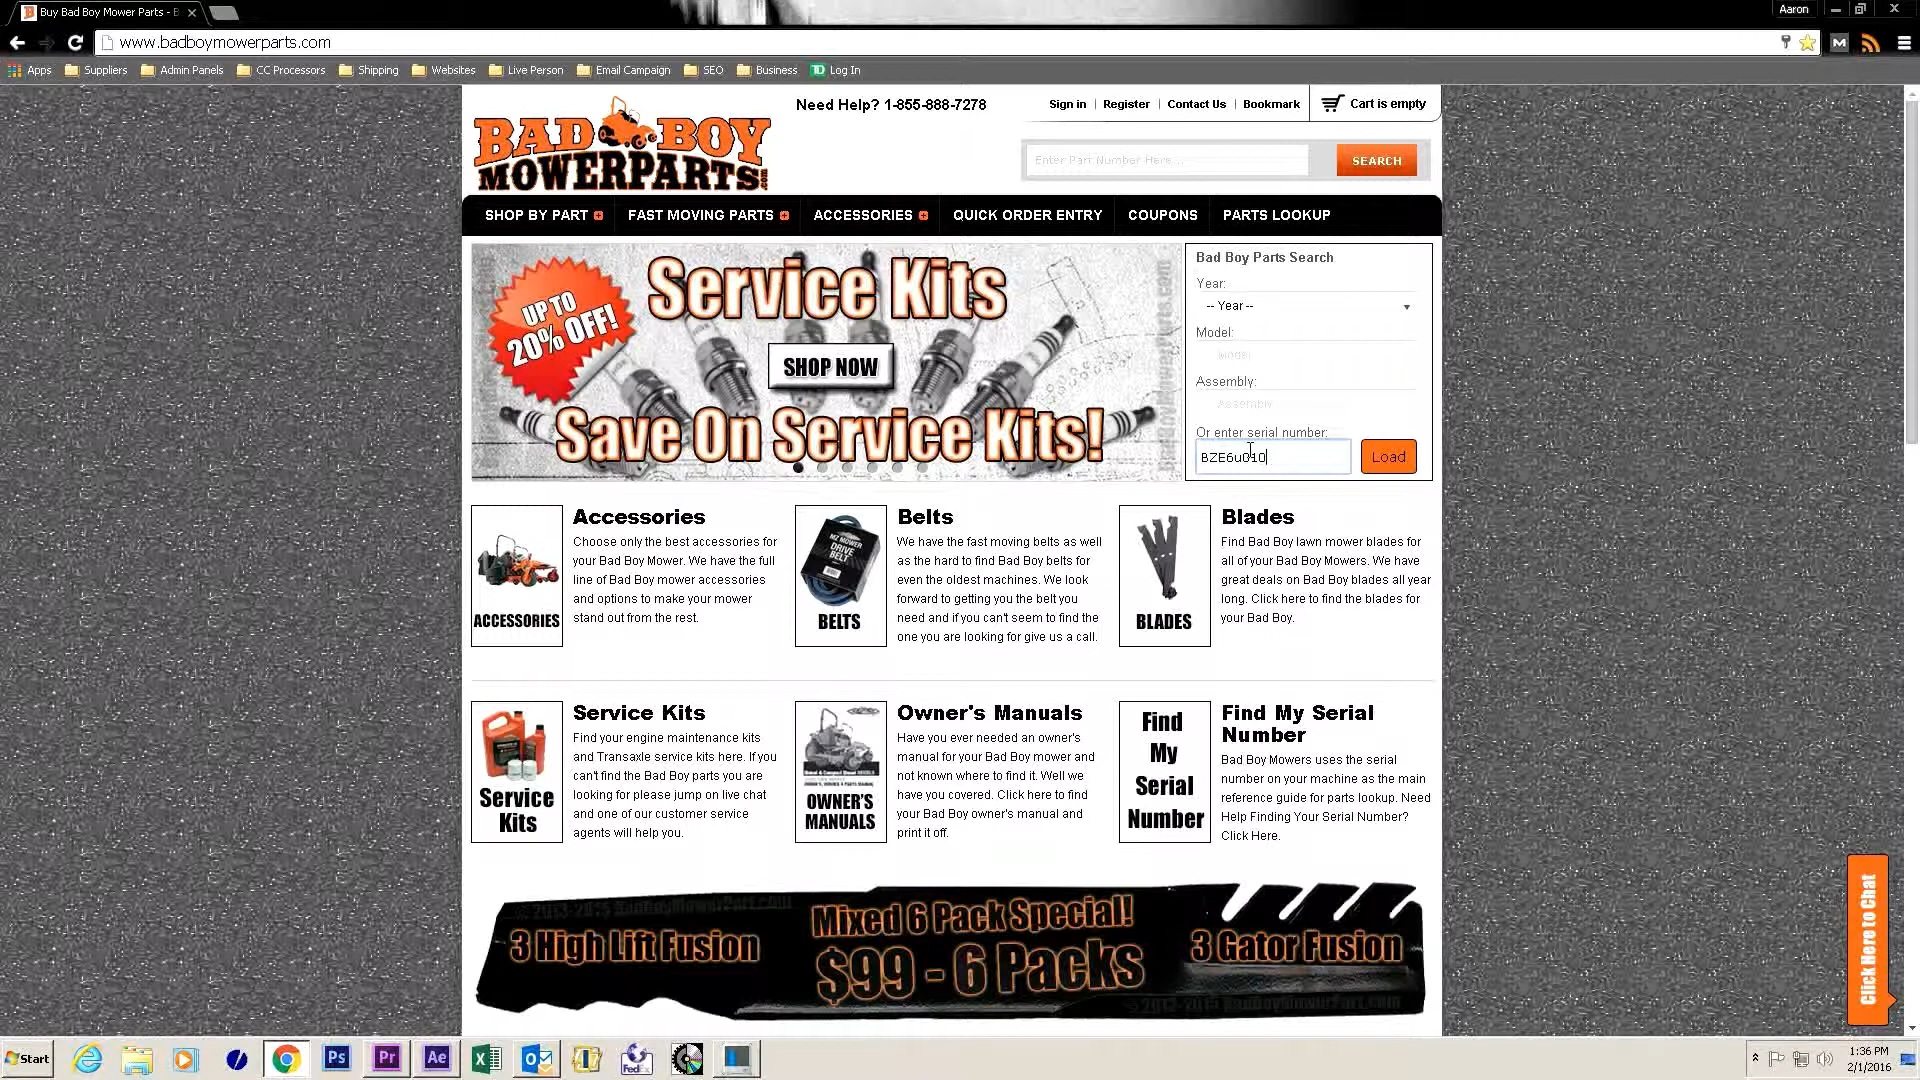 Buy Bad Boy Mower Parts - B
Aaron
www.badboymowerparts.com
Apps
Suppliers
Admin Panels
CC Processors
Shipping
Websites
Live Person
Email Campaign
SEO
Business
TD Log In
BAD BOY
MOWERPARTS.com
Need Help? 1-855-888-7278
Sign in
Register
Contact Us
Bookmark
Cart is empty
Enter Part Number Here ...
SEARCH
SHOP BY PART
FAST MOVING PARTS
ACCESSORIES
QUICK ORDER ENTRY
COUPONS
PARTS LOOKUP
UP TO
20% OFF!
Service Kits
SHOP NOW
Save On Service Kits!
Bad Boy Parts Search
Year:
-- Year --
Model:
Model
Assembly:
Assembly
Or enter serial number:
BZE6u010
Load
ACCESSORIES
Accessories
Choose only the best accessories for
your Bad Boy Mower. We have the full
line of Bad Boy mower accessories
and options to make your mower
stand out from the rest.
MZ MOWER
DRIVE
BELT
BELTS
Belts
We have the fast moving belts as well
as the hard to find Bad Boy belts for
even the oldest machines. We look
forward to getting you the belt you
need and if you can't seem to find the
one you are looking for give us a call.
BLADES
Blades
Find Bad Boy lawn mower blades for
all of your Bad Boy Mowers. We have
great deals on Bad Boy blades all year
long. Click here to find the blades for
your Bad Boy.
Service
Kits
Service Kits
Find your engine maintenance kits
and Transaxle service kits here. If you
can't find the Bad Boy parts you are
looking for please jump on live chat
and one of our customer service
agents will help you.
OWNER'S
MANUALS
Owner's Manuals
Have you ever needed an owner's
manual for your Bad Boy mower and
not known where to find it. Well we
have you covered. Click here to find
your Bad Boy owner's manual and
print it off.
Find
My
Serial
Number
Find My Serial
Number
Bad Boy Mowers uses the serial
number on your machine as the main
reference guide for parts lookup. Need
Help Finding Your Serial Number?
Click Here.
3 High Lift Fusion
Mixed 6 Pack Special!
$99 - 6 Packs
3 Gator Fusion
Click Here to Chat
Start
Ps
Pr
Ae
FedEx
1:36 PM
2/1/2016